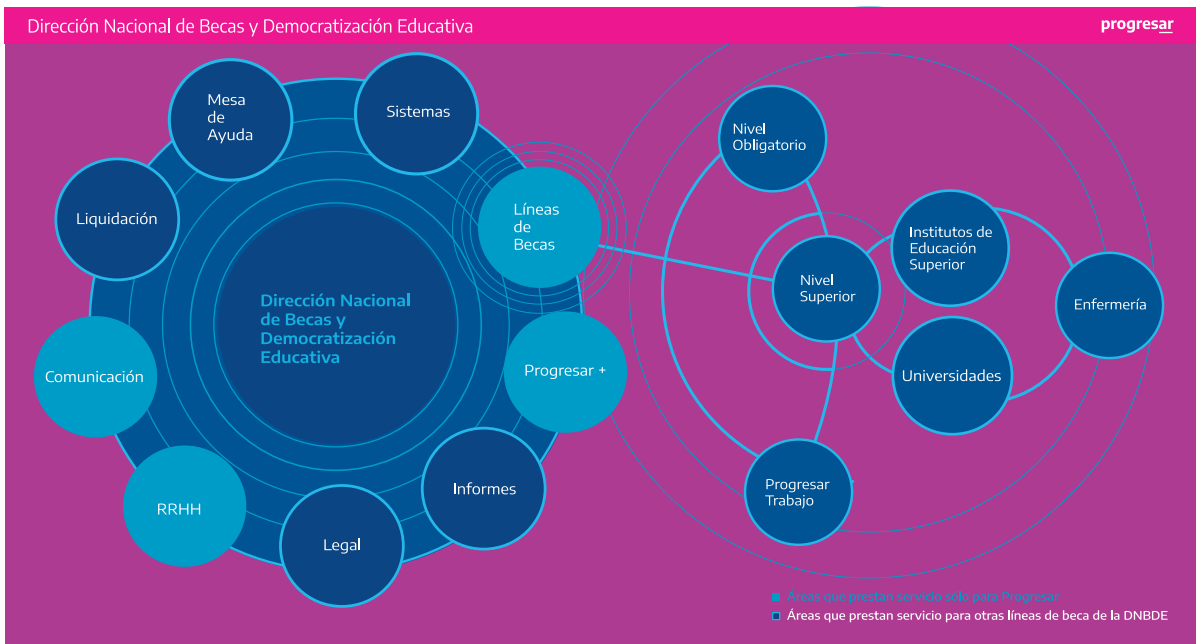 Dirección Nacional de Becas y Democratización Educativa
progresar
Mesa
de
Ayuda
Sistemas
Liquidación
Líneas
de
Becas
Dirección Nacional
de Becas y
Democratización
Educativa
Comunicación
Progresar +
RRHH
Informes
Legal
Nivel
Obligatorio
Institutos de
Educación
Superior
Nivel
Superior
Enfermería
Universidades
Progresar
Trabajo
Áreas que prestan servicio sólo para Progresar
Áreas que prestan servicio para otras líneas de beca de la DNBDE